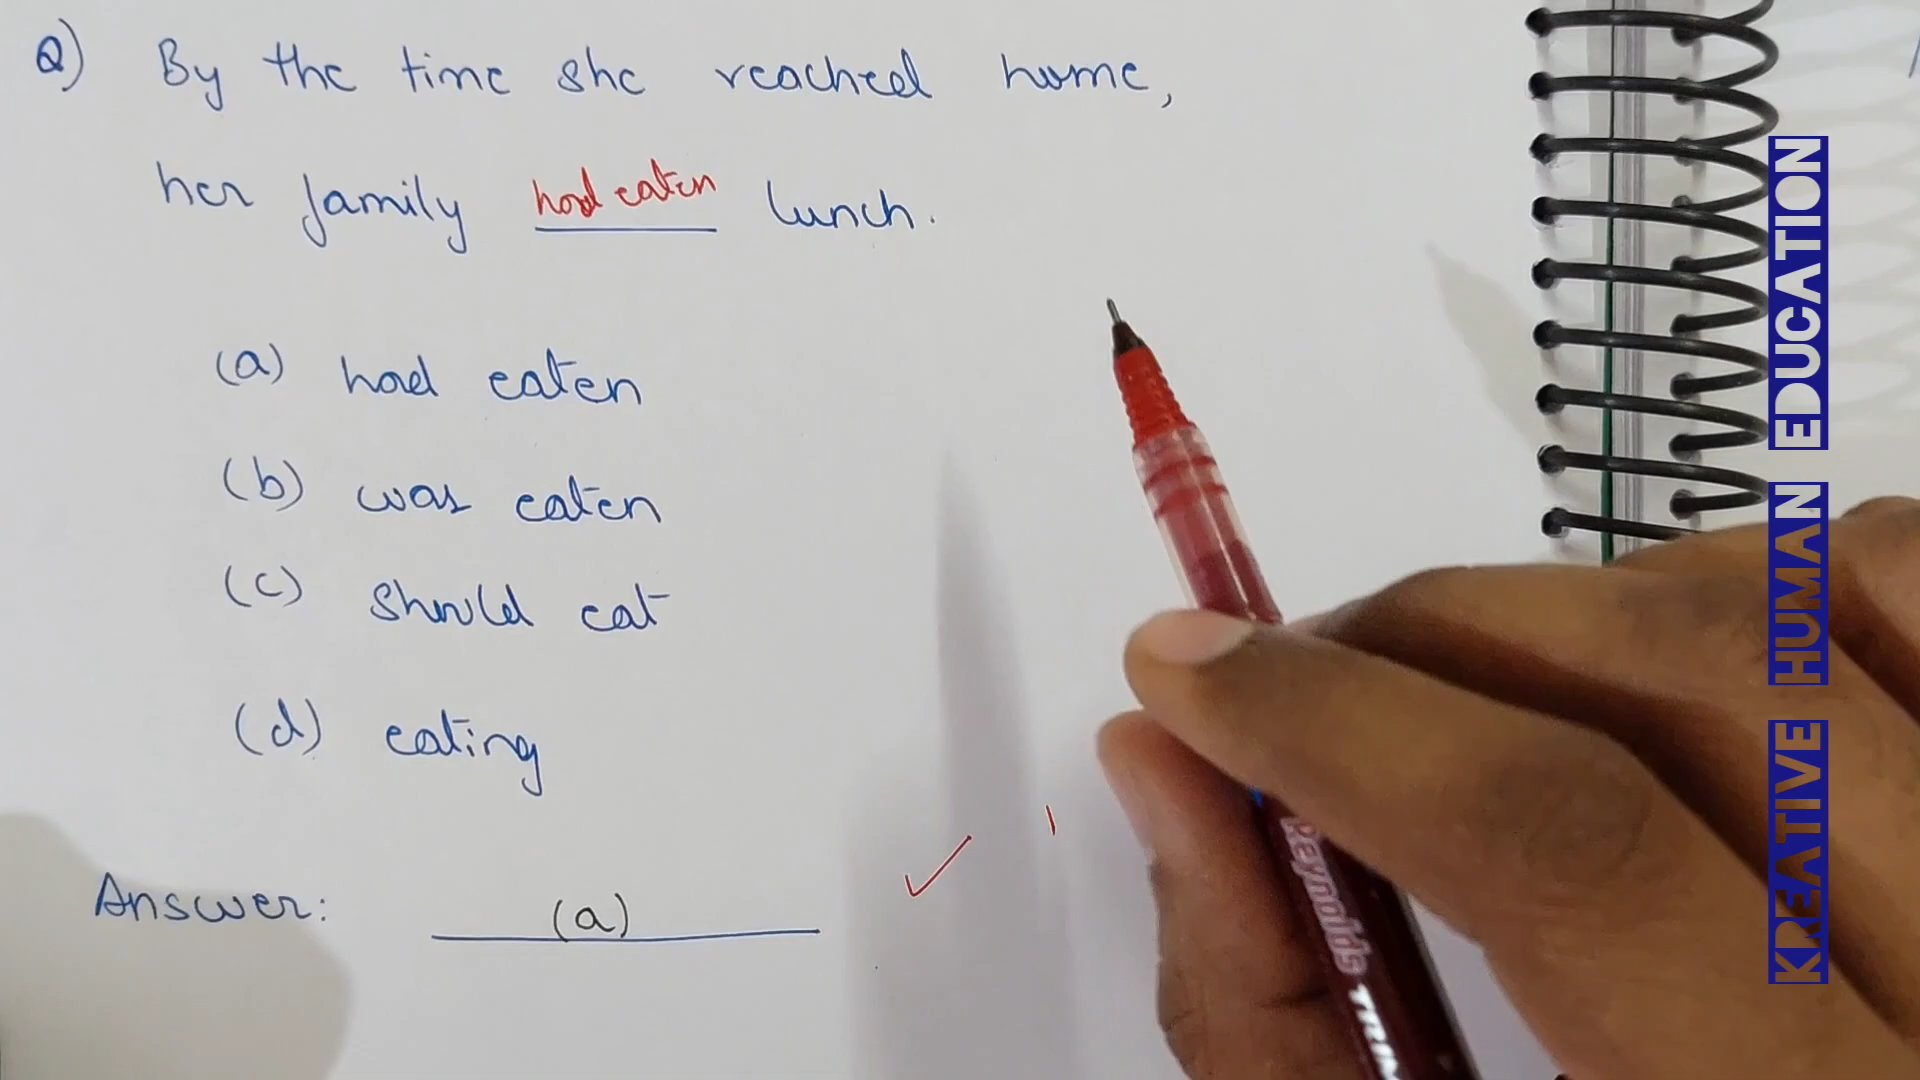 Q) By the time she reached home,
her family had eaten lunch.
(a) had eaten
(b) was eaten
(c) should eat
(d) eating
Answer: (a)
KREATIVE HUMAN EDUCATION
Reynolds TRIM